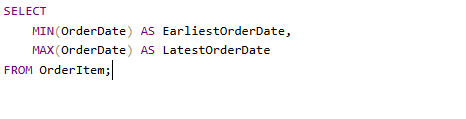 SELECT
    MIN(OrderDate) AS EarliestOrderDate,
    MAX(OrderDate) AS LatestOrderDate
FROM OrderItem;